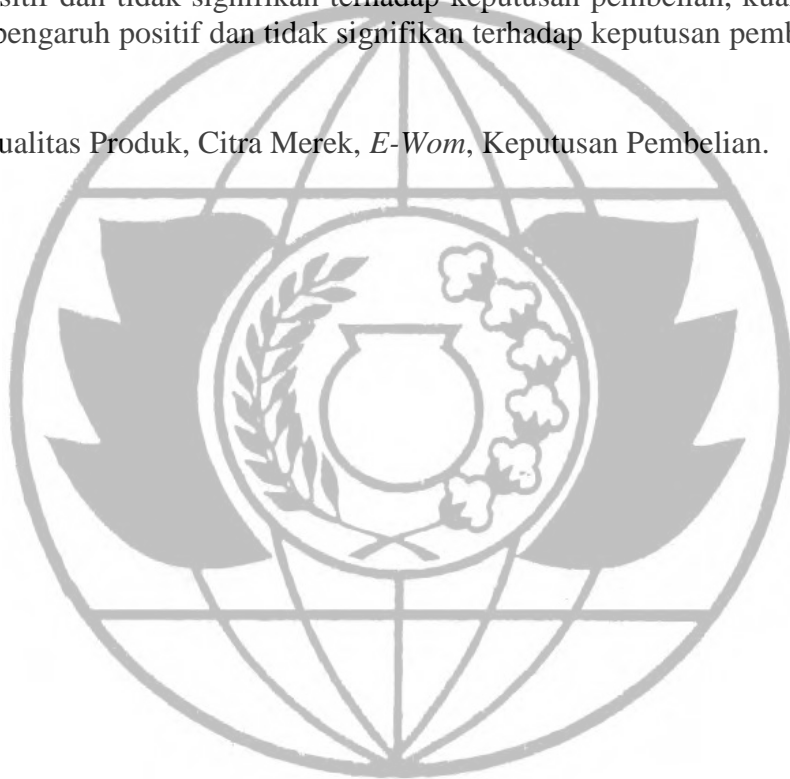 sitif dan tidak signifikan terhadap keputusan pembelian, kua
pengaruh positif dan tidak signifikan terhadap keputusan pemb
ualitas Produk, Citra Merek, E-Wom, Keputusan Pembelian.